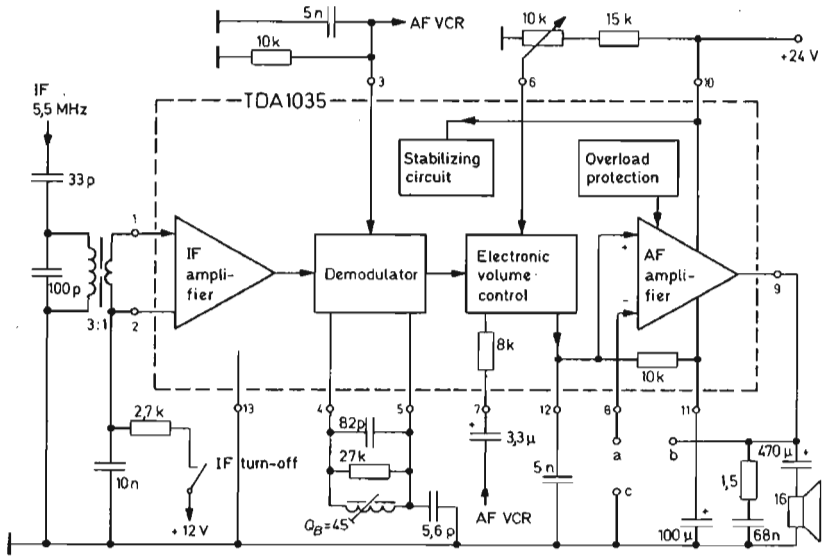 5n
AF VCR
10k
15k
10k
+24 V
IF
5,5 MHz
3
6
10
TDA1035
33p
Stabilizing
circuit
Overload
protection
1
IF
ampli-
fier
Demodulator
Electronic
volume
control
+
AF
ampli-
fier
-
9
100p
3:1
2
8k
10k
13
4
5
7
12
8
11
2,7k
82p
+
3,3µ
a
b
470µ
+
IF turn-off
27k
5n
c
1,5
16
10n
+12V
QB=45
5,6p
AF VCR
+
100µ
68n